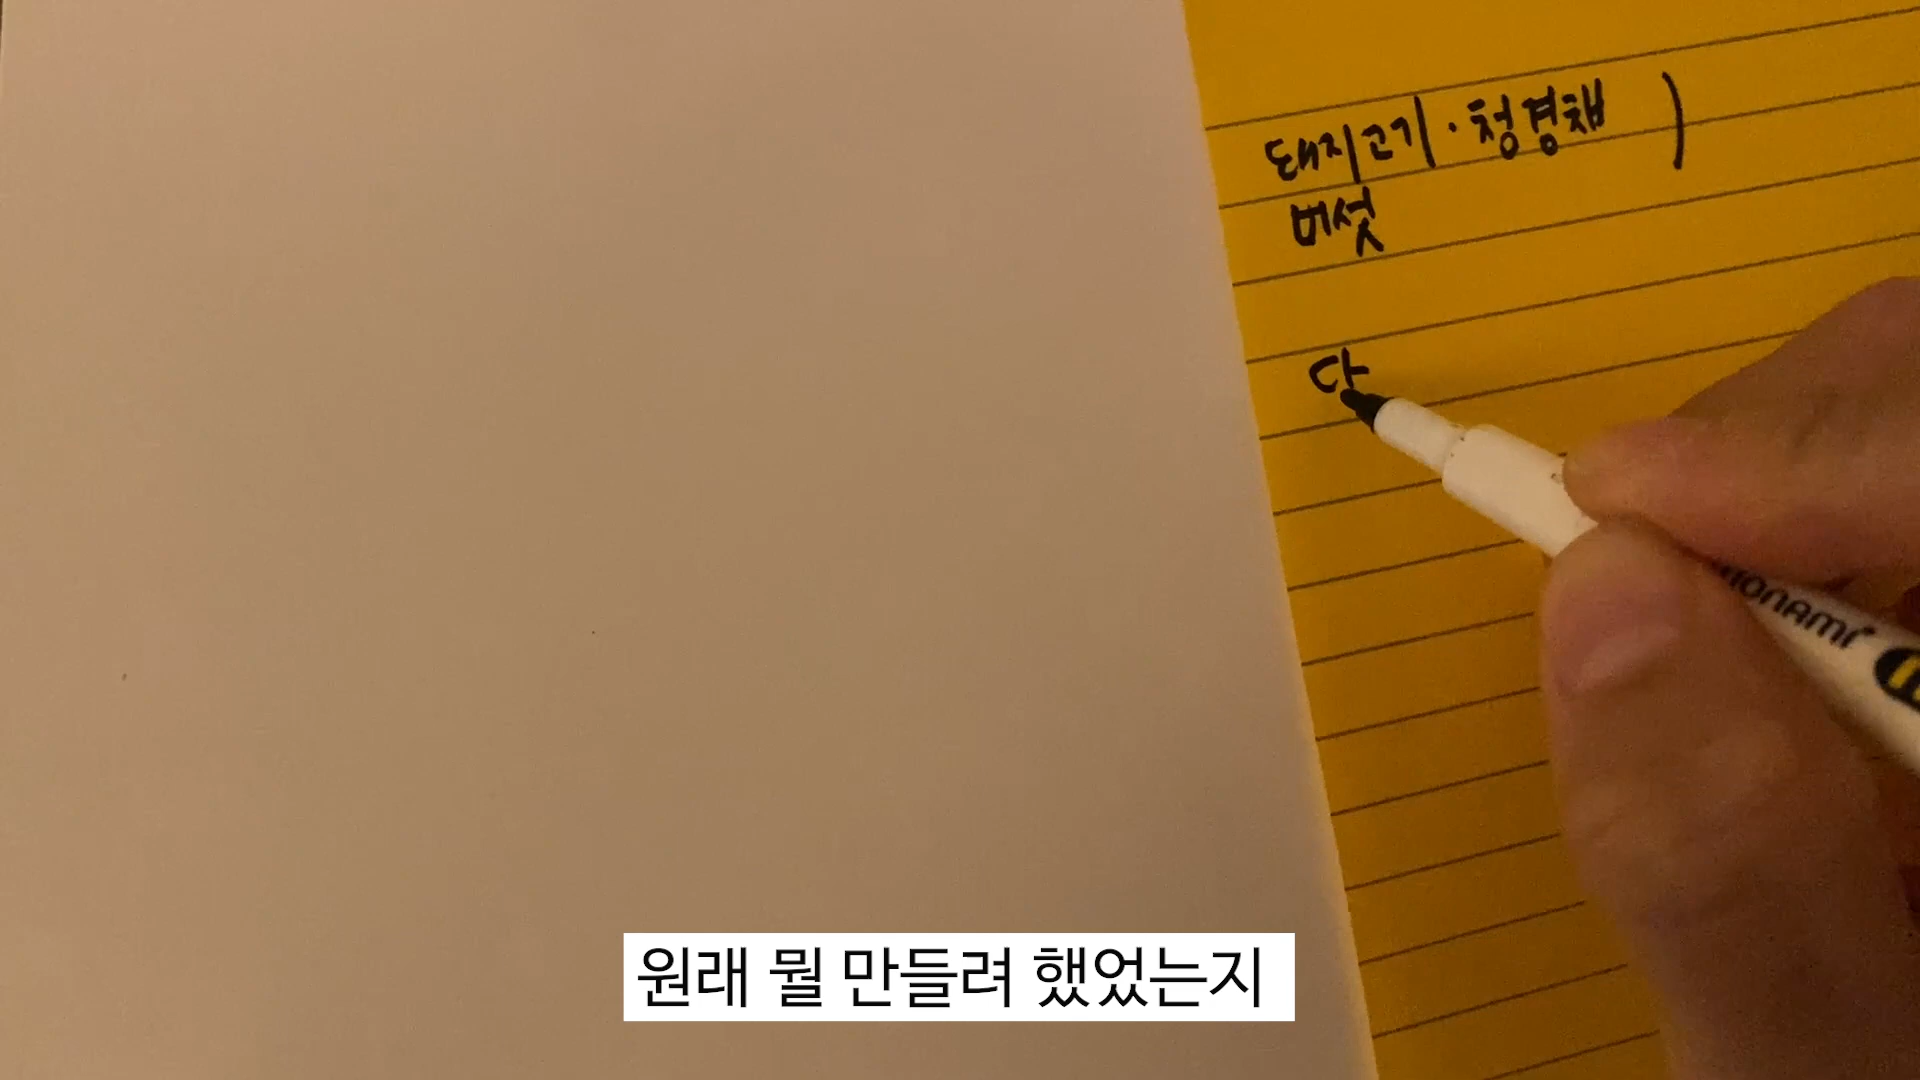 돼지고기·청경채 )
버섯
다
monami
원래 뭘 만들려 했었는지